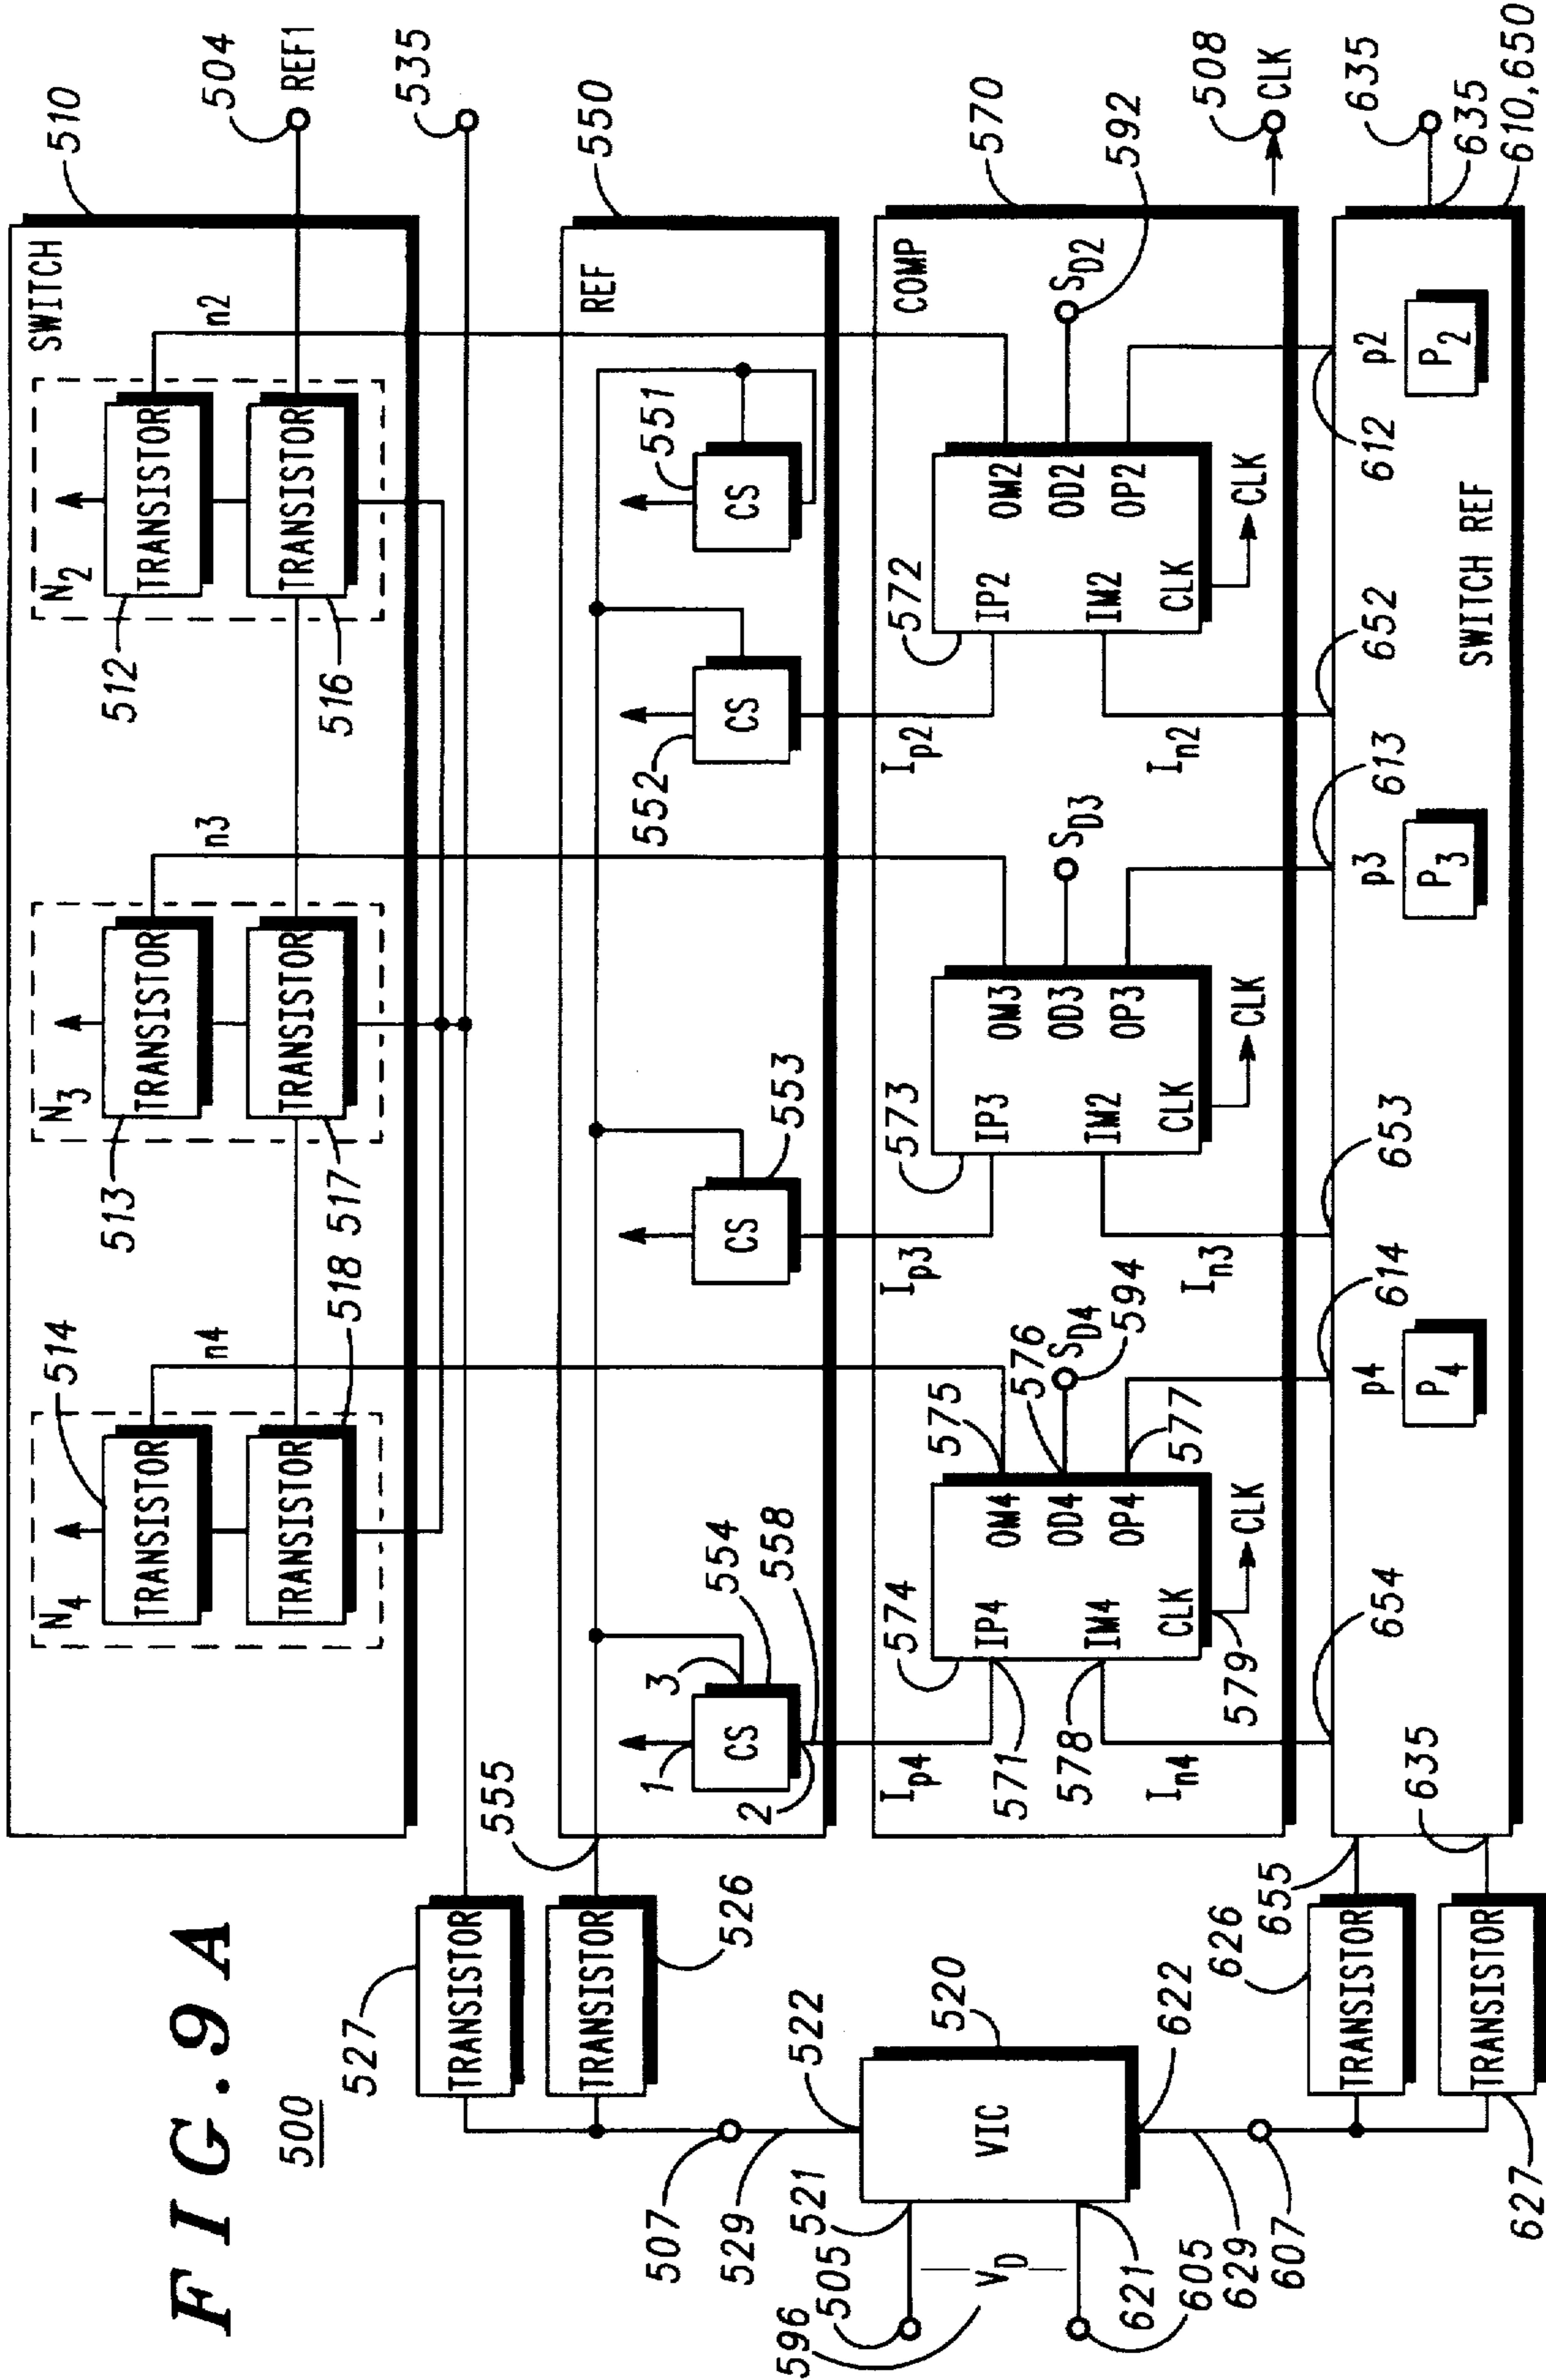 FIG. 9A
500
SWITCH
510
N4
N3
N2
TRANSISTOR
TRANSISTOR
TRANSISTOR
514
513
512
n4
n3
n2
TRANSISTOR
TRANSISTOR
TRANSISTOR
518
517
516
504
REF1
535
527
TRANSISTOR
555
REF
550
TRANSISTOR
526
1
CS
3
554
2
558
CS
553
CS
552
CS
551
507
529
522
COMP
570
Ip4
574
575
576
SD4
594
Ip3
573
SD3
Ip2
572
SD2
592
IP4
OM4
OD4
IM4
OP4
CLK
CLK
571
578
577
579
In4
IP3
OM3
OD3
IM2
OP3
CLK
CLK
In3
IP2
OM2
OD2
IM2
OP2
CLK
CLK
In2
508
CLK
596
505
521
VD
VIC
520
605
621
622
629
607
626
655
635
TRANSISTOR
TRANSISTOR
627
654
614
653
613
652
612
p4
p3
p2
P4
P3
P2
SWITCH REF
635
635
610,650